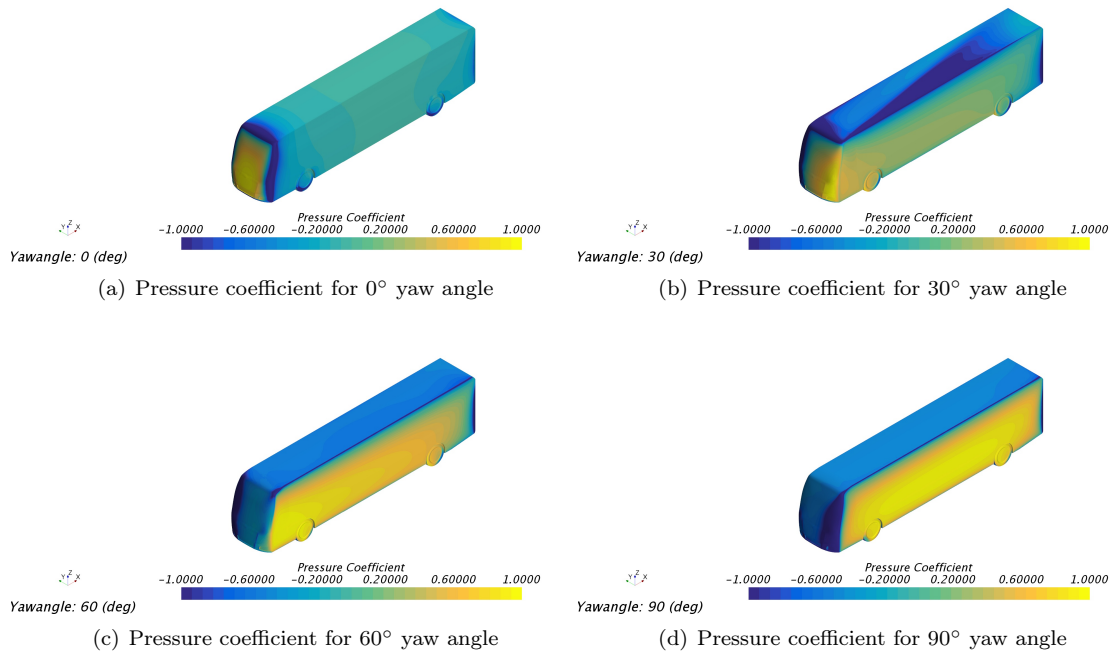 Pressure Coefficient
-1.0000 -0.60000 -0.20000 0.20000 0.60000 1.0000
Y Z X
Yawangle: 0 (deg)
(a) Pressure coefficient for 0° yaw angle
Pressure Coefficient
-1.0000 -0.60000 -0.20000 0.20000 0.60000 1.0000
Y Z X
Yawangle: 30 (deg)
(b) Pressure coefficient for 30° yaw angle
Pressure Coefficient
-1.0000 -0.60000 -0.20000 0.20000 0.60000 1.0000
Y Z X
Yawangle: 60 (deg)
(c) Pressure coefficient for 60° yaw angle
Pressure Coefficient
-1.0000 -0.60000 -0.20000 0.20000 0.60000 1.0000
Y Z X
Yawangle: 90 (deg)
(d) Pressure coefficient for 90° yaw angle